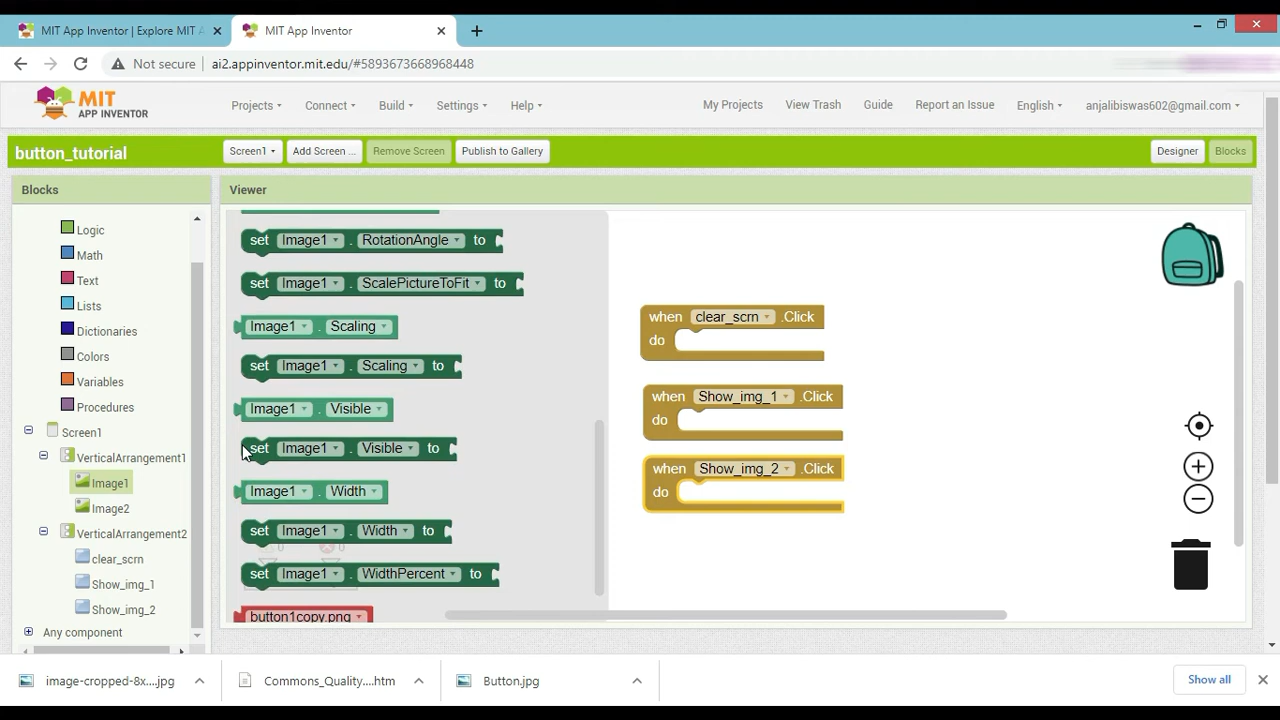 MIT App Inventor | Explore MIT A
MIT App Inventor
Not secure
ai2.appinventor.mit.edu/#5893673668968448
MIT
APP INVENTOR
Projects
Connect
Build
Settings
Help
My Proje
View Trash
Guide
Report an Issue
English
anjalibiswas602@gmail.com
button_tutorial
Screen1
Add Screen ...
Remove Screen
Publish to Gallery
Designer
Blocks
Blocks
Viewer
Logic
Math
Text
Lists
Dictionaries
Colors
Variables
Procedures
Screen1
VerticalArrangement1
Image1
Image2
VerticalArrangement2
clear_scrn
Show_img_1
Show_img_2
Any component
set Image1 . RotationAngle to
set Image1 . ScalePictureToFit to
Image1 . Scaling
set Image1 . Scaling to
Image1 . Visible
set Image1 . Visible to
Image1 . Width
set Image1 . Width to
0 0
set Image1 . WidthPercent to
button1copy.png
when clear_scrn .Click
do
when Show_img_1 .Click
do
when Show_img_2 .Click
do
image-cropped-8x....jpg
Commons_Quality....htm
Button.jpg
Show all